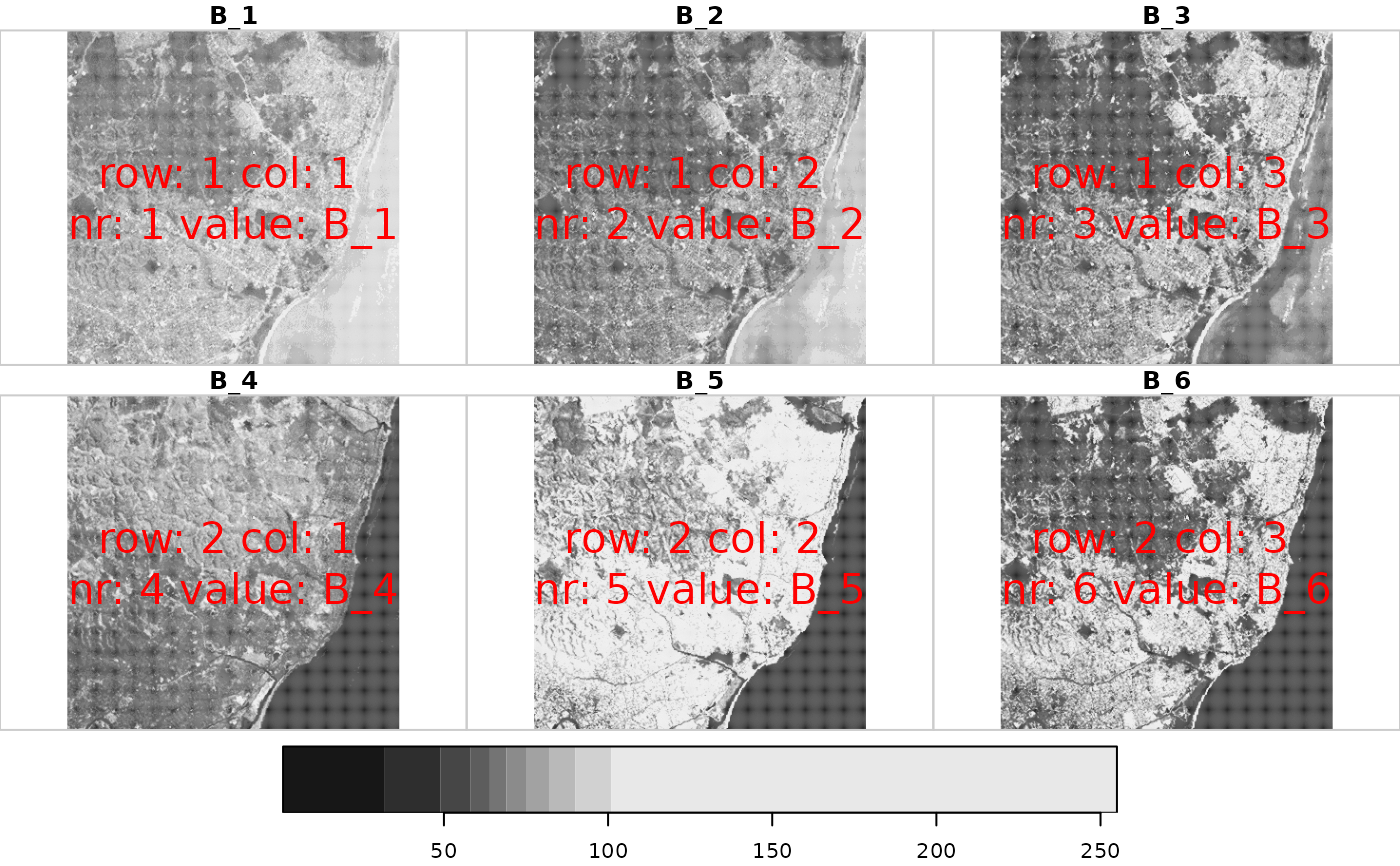 B_1
B_2
B_3
row: 1 col: 1
nr: 1 value: B_1
row: 1 col: 2
nr: 2 value: B_2
row: 1 col: 3
nr: 3 value: B_3
B_4
B_5
B_6
row: 2 col: 1
nr: 4 value: B_4
row: 2 col: 2
nr: 5 value: B_5
row: 2 col: 3
nr: 6 value: B_6
50
100
150
200
250